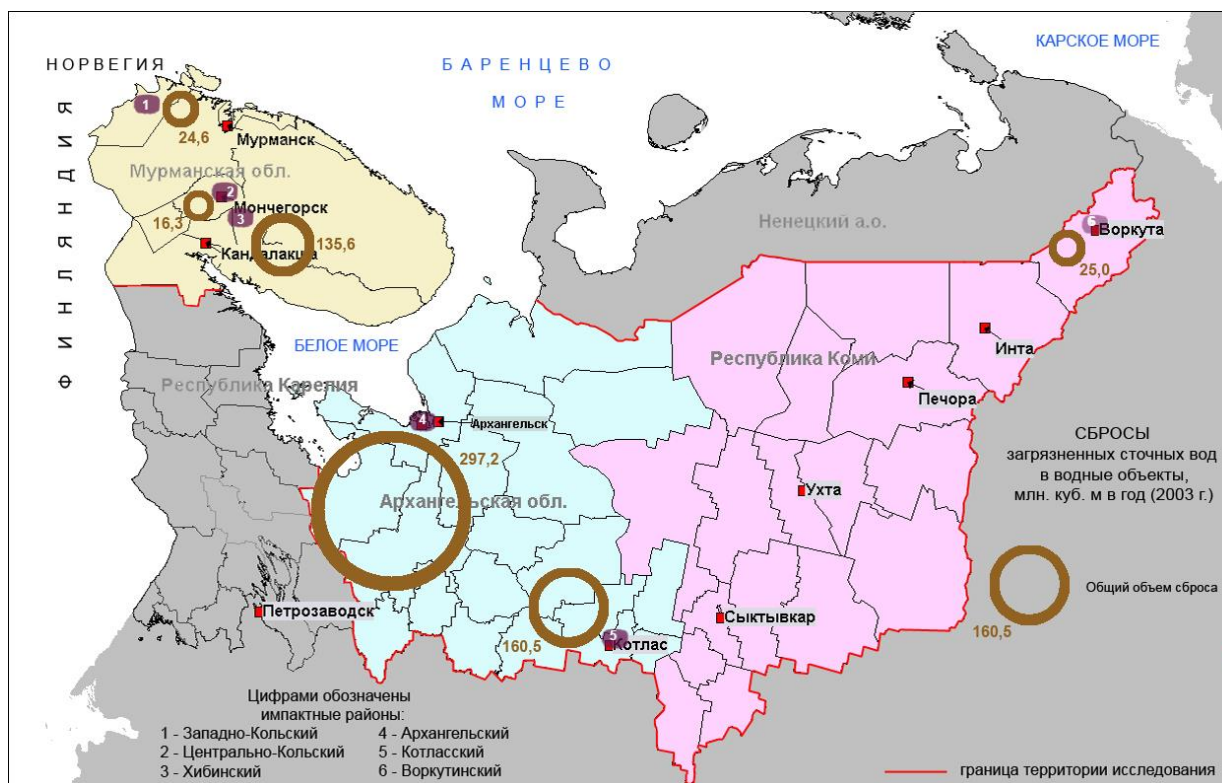 НОРВЕГИЯ
БАРЕНЦЕВО
МОРЕ
КАРСКОЕ МОРЕ
ФИНЛЯНДИЯ
1
24,6
Мурманск
Мурманская обл.
2
Мончегорск
16,3
3
135,6
Кандалакша
Ненецкий а.о.
6
Воркута
25,0
БЕЛОЕ МОРЕ
Республика Карелия
Республика Коми
Инта
Печора
4
Архангельск
297,2
Архангельская обл.
Ухта
СБРОСЫ
загрязненных сточных вод
в водные объекты,
млн. куб. м в год (2003 г.)
Общий объем сброса
160,5
Петрозаводск
Сыктывкар
160,5
5
Котлас
Цифрами обозначены
импактные районы:
1 - Западно-Кольский
2 - Центрально-Кольский
3 - Хибинский
4 - Архангельский
5 - Котласский
6 - Воркутинский
граница территории исследования